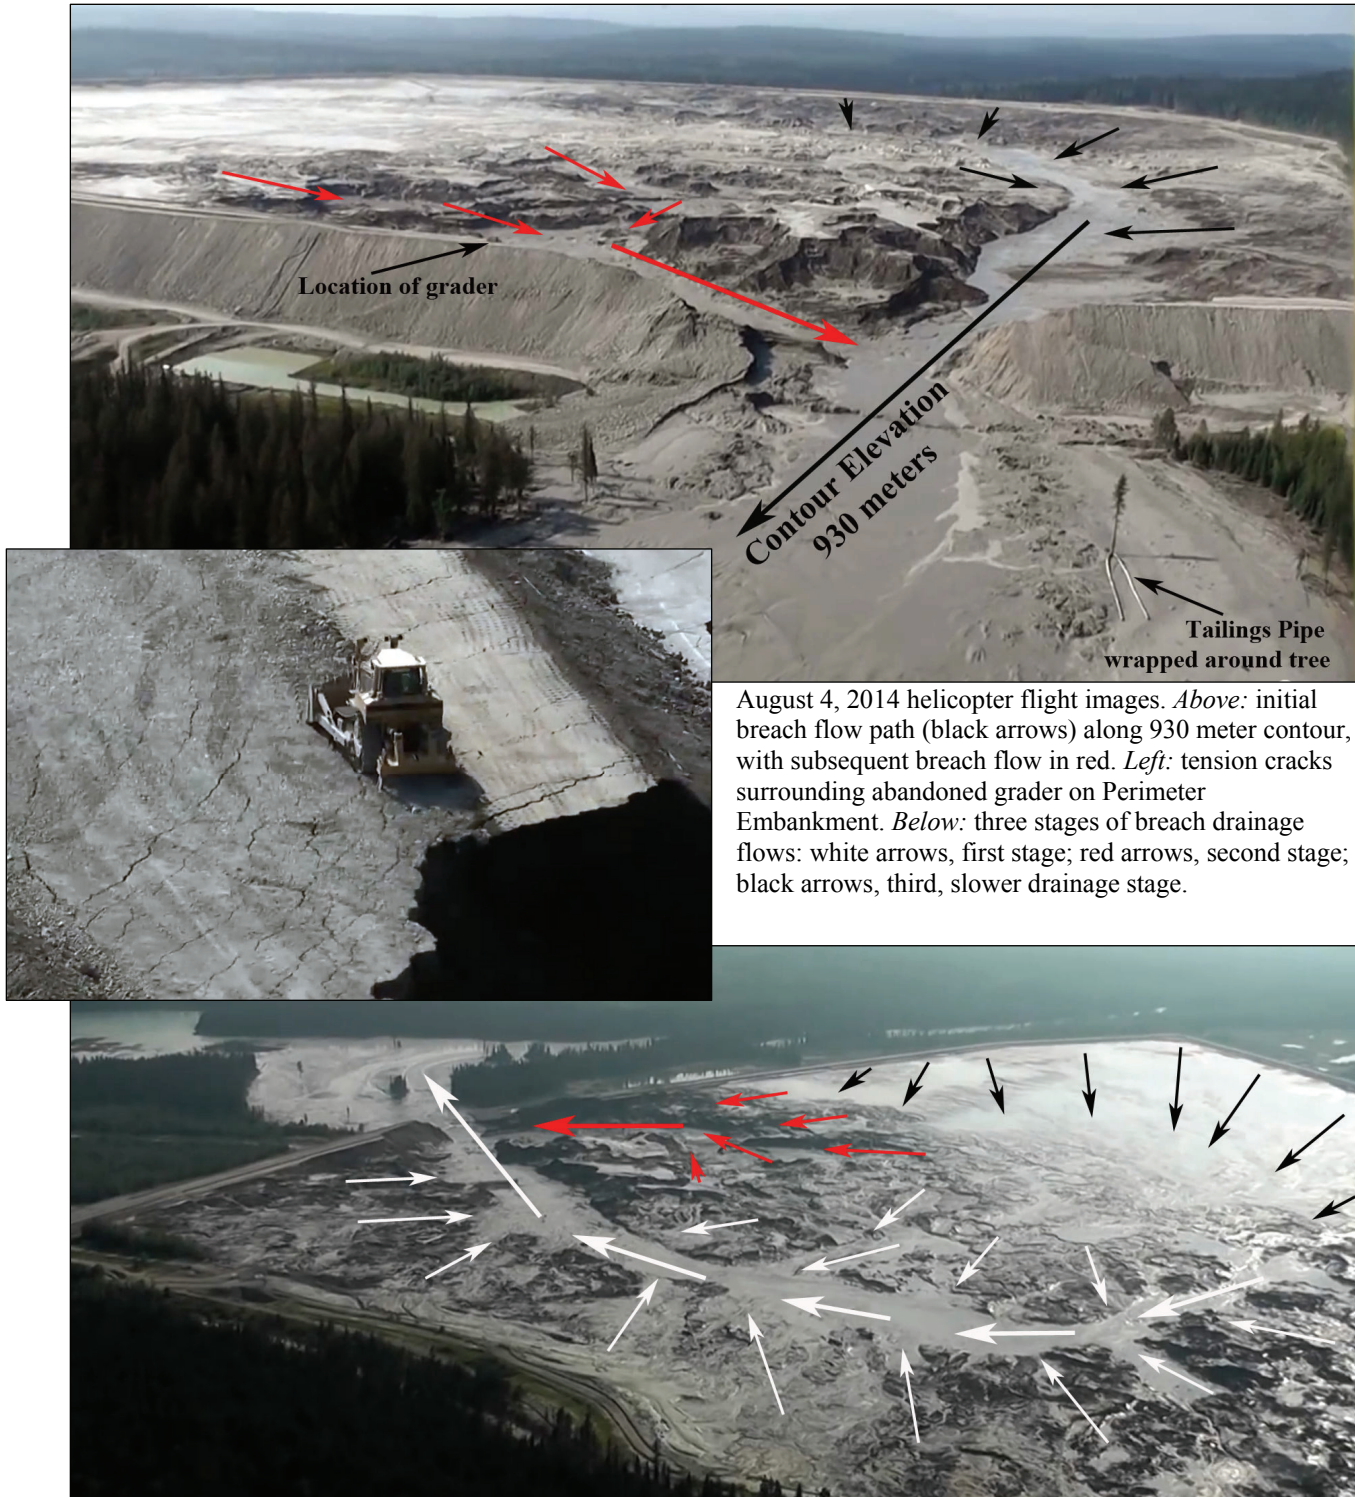 Location of grader
Contour Elevation
930 meters
Tailings Pipe
wrapped around tree
August 4, 2014 helicopter flight images. Above: initial
breach flow path (black arrows) along 930 meter contour,
with subsequent breach flow in red. Left: tension cracks
surrounding abandoned grader on Perimeter
Embankment. Below: three stages of breach drainage
flows: white arrows, first stage; red arrows, second stage;
black arrows, third, slower drainage stage.